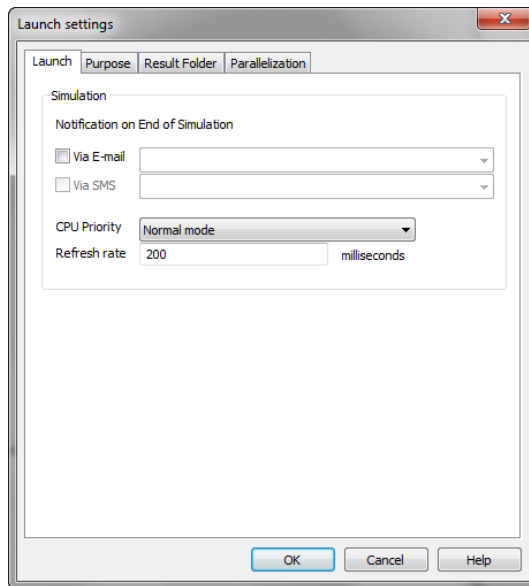 Launch settings
Launch Purpose Result Folder Parallelization
Simulation
Notification on End of Simulation
Via E-mail
Via SMS
CPU Priority Normal mode
Refresh rate 200 milliseconds
OK Cancel Help